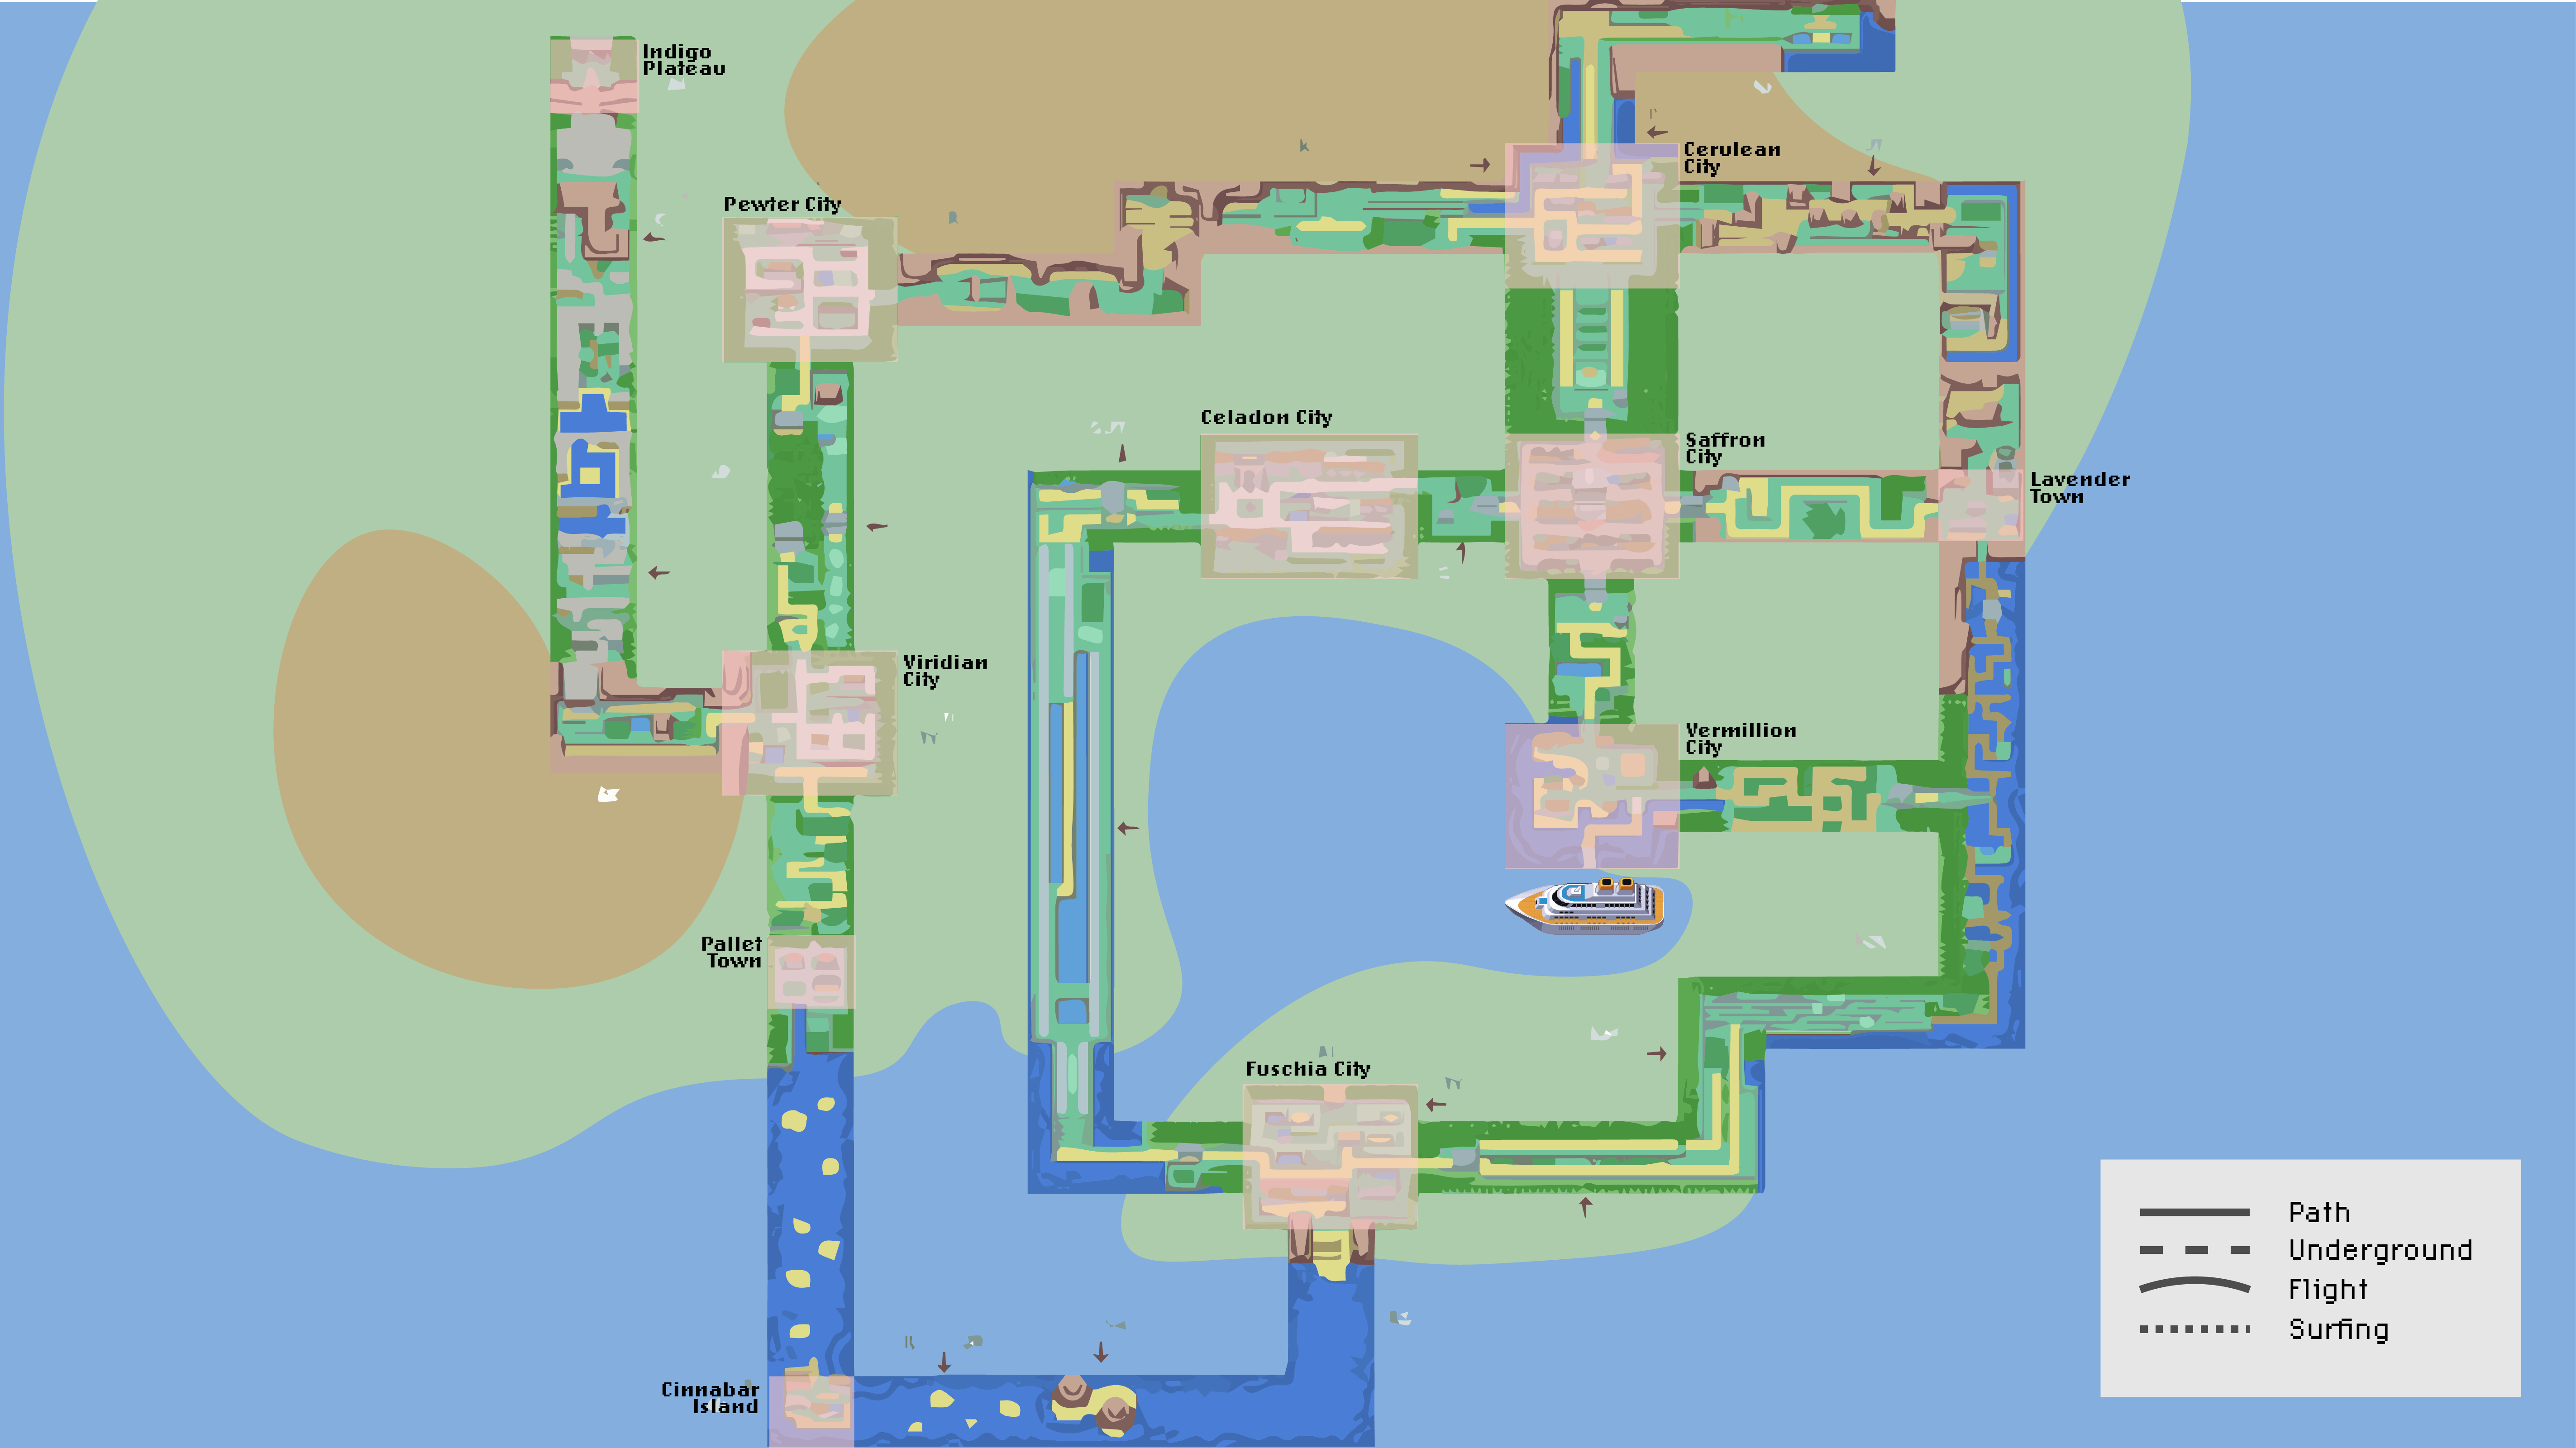 Indigo
Plateau
Cerulean
City
Pewter City
Celadon City
Saffron
City
Lavender
Town
Viridian
City
Vermillion
City
Pallet
Town
Fuschia City
Path
Underground
Flight
Surfing
Cinnabar
Island